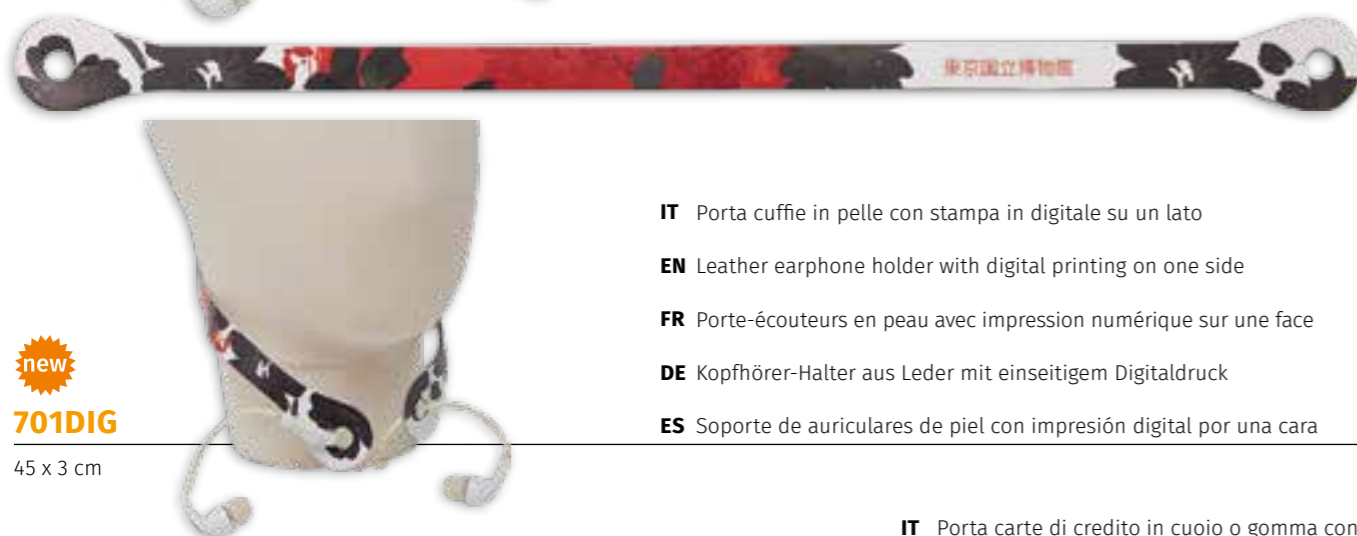 東京国立博物館
IT Porta cuffie in pelle con stampa in digitale su un lato
EN Leather earphone holder with digital printing on one side
FR Porte-écouteurs en peau avec impression numérique sur une face
DE Kopfhörer-Halter aus Leder mit einseitigem Digitaldruck
ES Soporte de auriculares de piel con impresión digital por una cara
new
701DIG
45 x 3 cm
IT Porta carte di credito in cuoio o gomma con